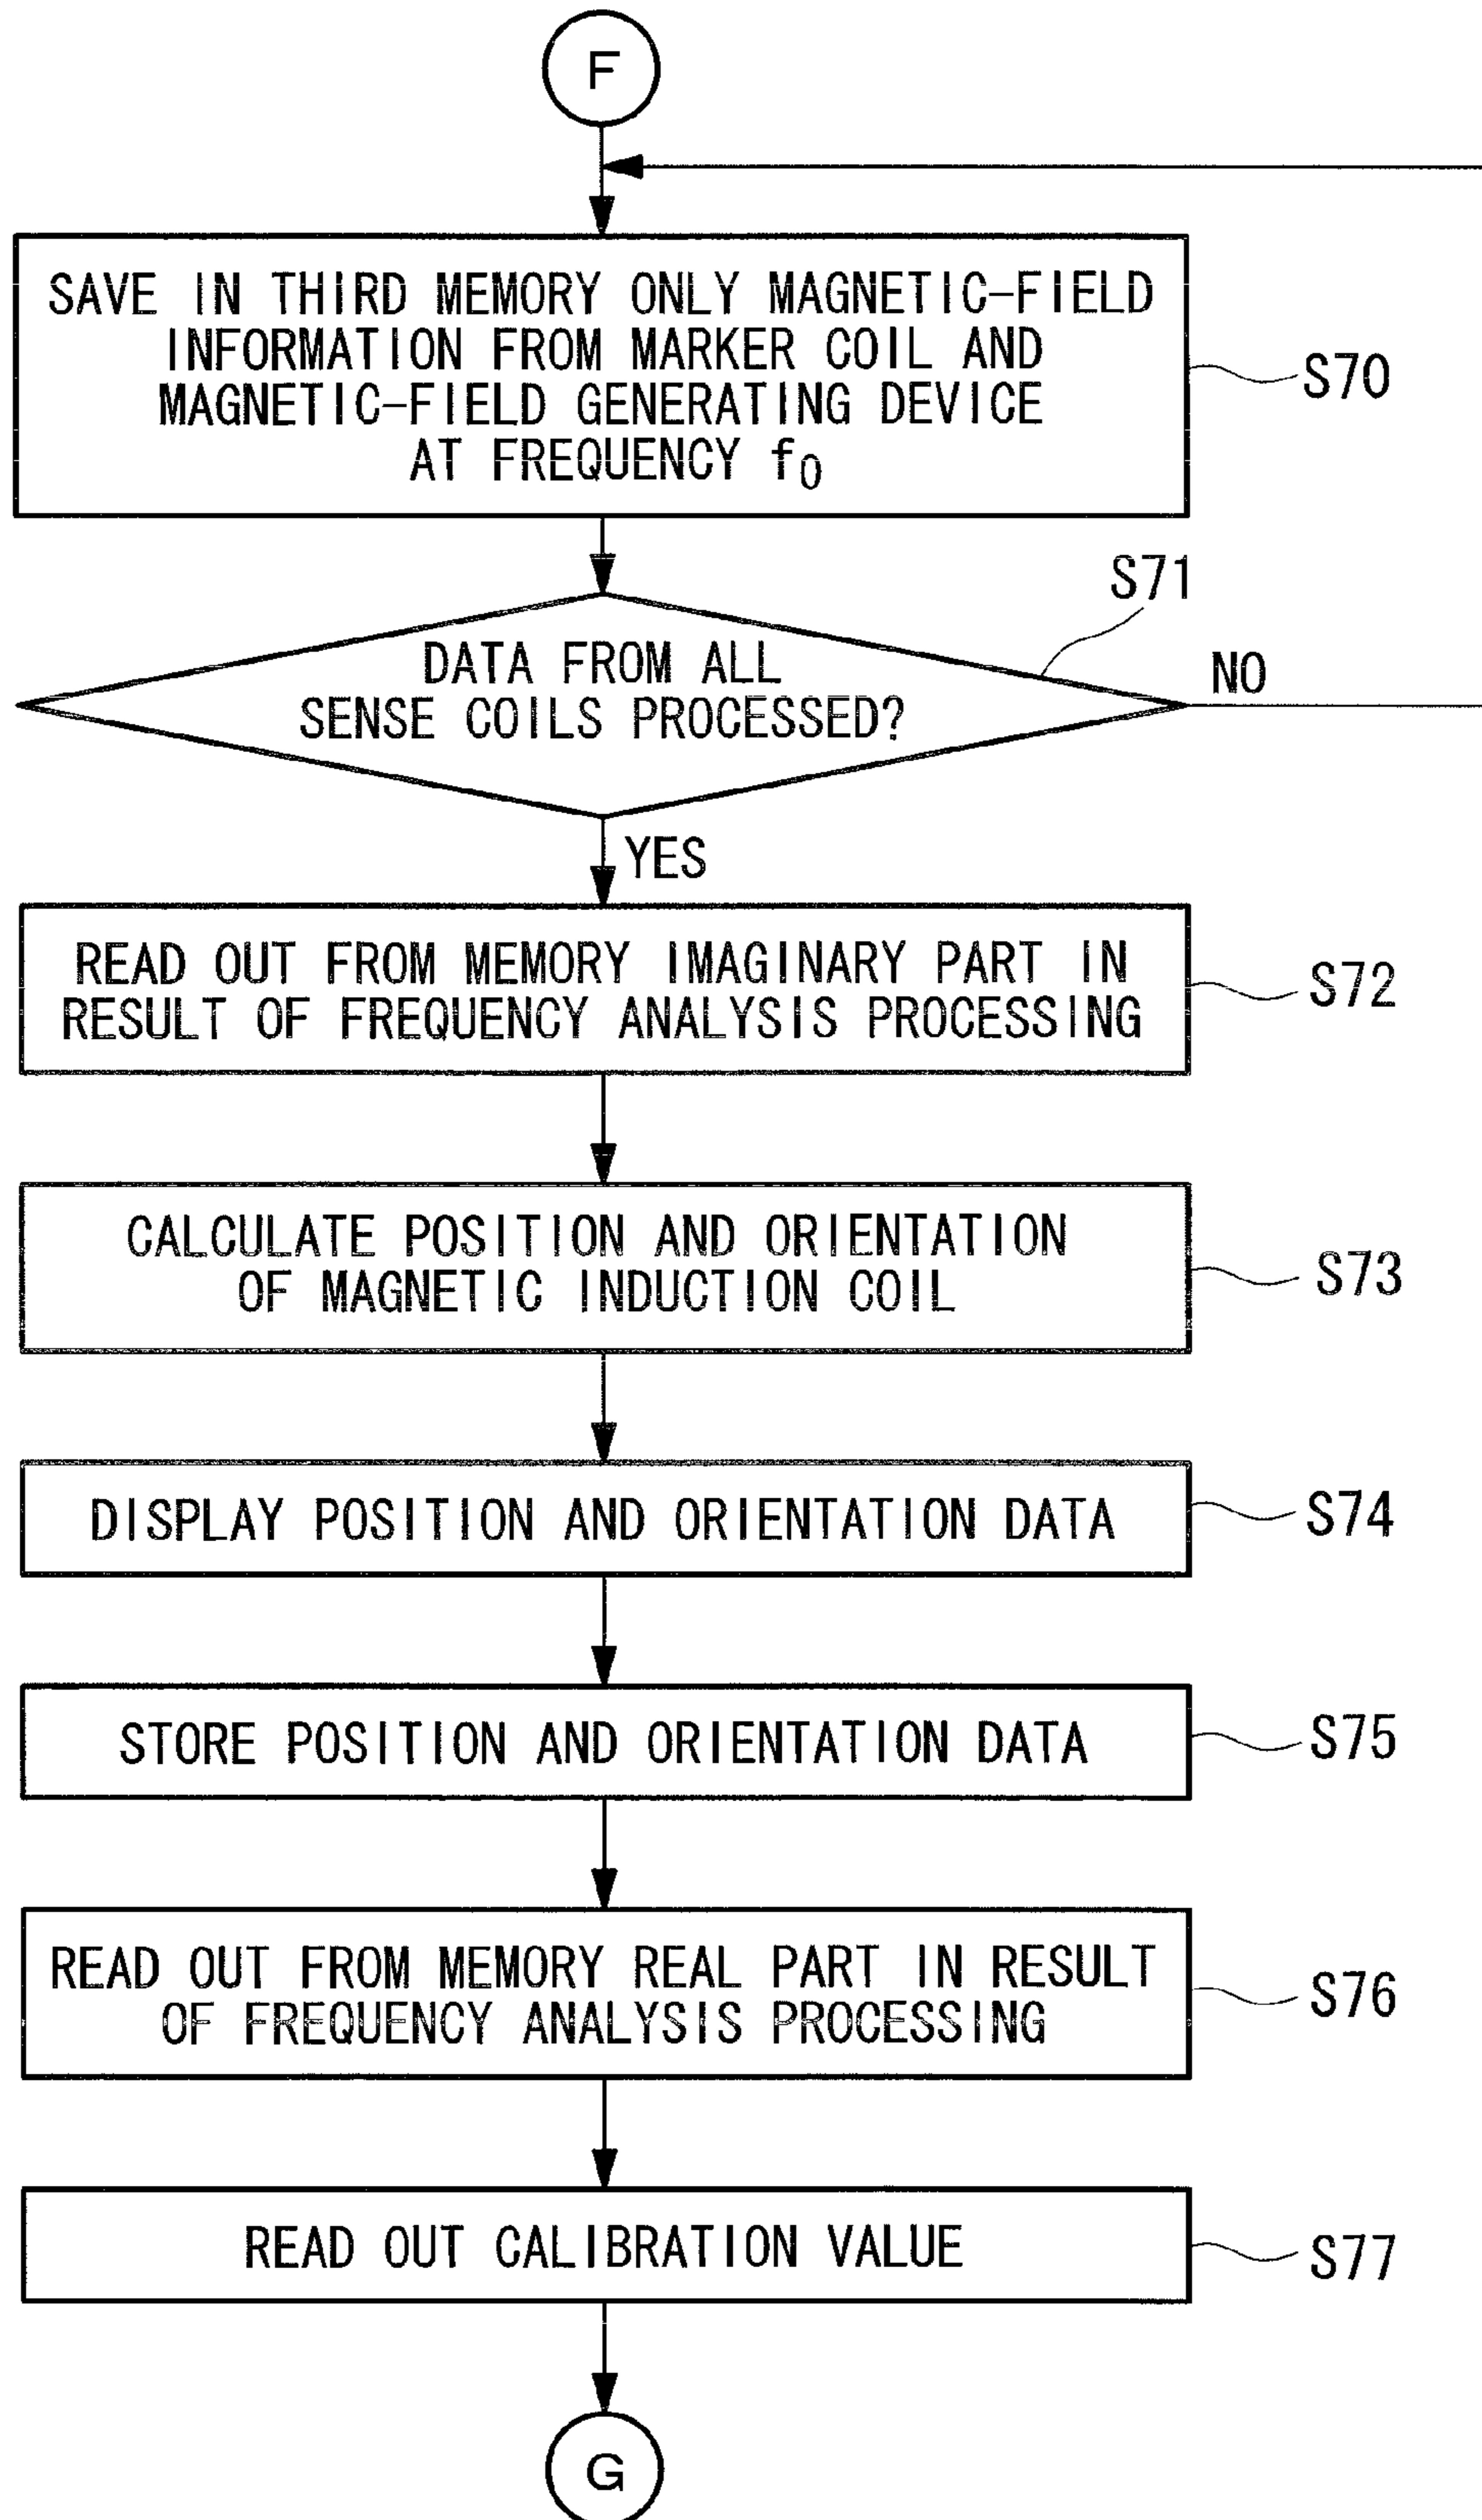 F
SAVE IN THIRD MEMORY ONLY MAGNETIC-FIELD
INFORMATION FROM MARKER COIL AND
MAGNETIC-FIELD GENERATING DEVICE
AT FREQUENCY f0
S70
S71
DATA FROM ALL
SENSE COILS PROCESSED?
NO
YES
READ OUT FROM MEMORY IMAGINARY PART IN
RESULT OF FREQUENCY ANALYSIS PROCESSING
S72
CALCULATE POSITION AND ORIENTATION
OF MAGNETIC INDUCTION COIL
S73
DISPLAY POSITION AND ORIENTATION DATA
S74
STORE POSITION AND ORIENTATION DATA
S75
READ OUT FROM MEMORY REAL PART IN RESULT
OF FREQUENCY ANALYSIS PROCESSING
S76
READ OUT CALIBRATION VALUE
S77
G